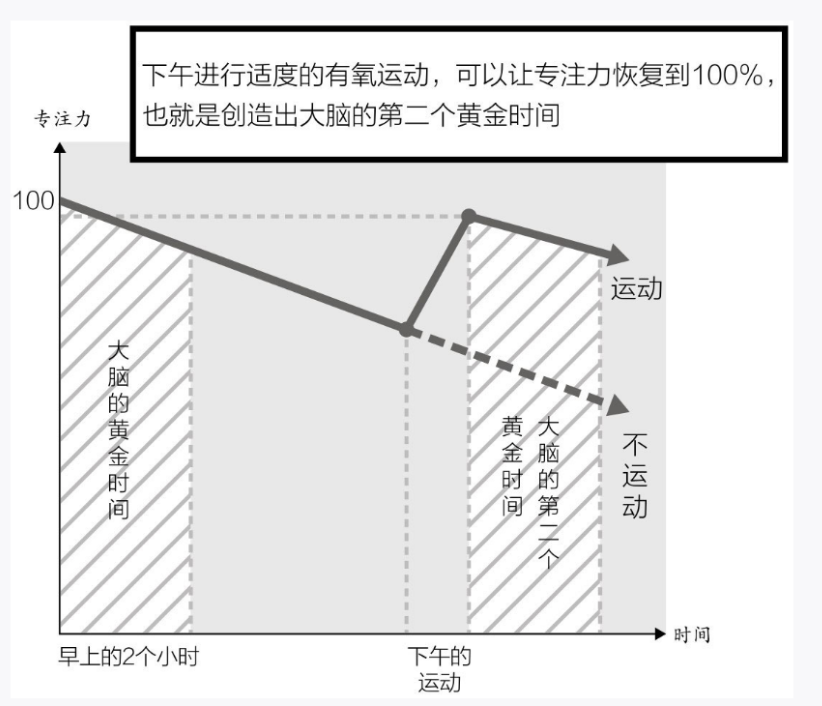 下午进行适度的有氧运动，可以让专注力恢复到100%，
也就是创造出大脑的第二个黄金时间
专注力
100
运动
大脑的黄金时间
大脑的第二个
黄金时间
不运动
时间
早上的2个小时
下午的
运动